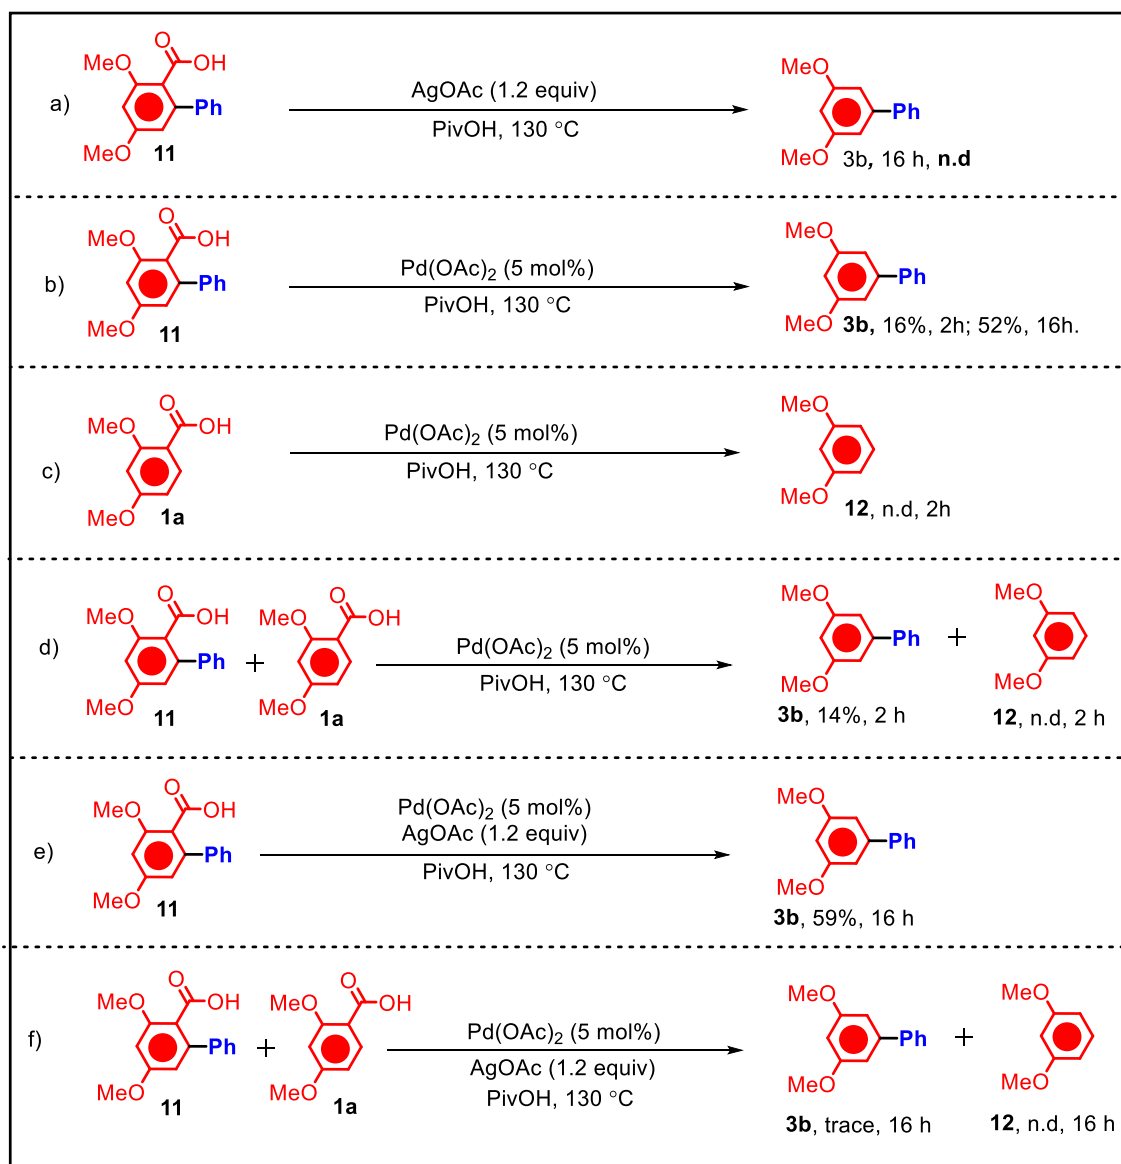 a)
MeO
O
OH
Ph
MeO
11
AgOAc (1.2 equiv)
PivOH, 130 °C
MeO
Ph
MeO
3b, 16 h, n.d
b)
MeO
O
OH
Ph
MeO
11
Pd(OAc)2 (5 mol%)
PivOH, 130 °C
MeO
Ph
MeO
3b, 16%, 2h; 52%, 16h.
c)
MeO
O
OH
MeO
1a
Pd(OAc)2 (5 mol%)
PivOH, 130 °C
MeO
MeO
12, n.d, 2h
d)
MeO
O
OH
Ph
MeO
11
+
MeO
O
OH
MeO
1a
Pd(OAc)2 (5 mol%)
PivOH, 130 °C
MeO
Ph
MeO
3b, 14%, 2 h
+
MeO
MeO
12, n.d, 2 h
e)
MeO
O
OH
Ph
MeO
11
Pd(OAc)2 (5 mol%)
AgOAc (1.2 equiv)
PivOH, 130 °C
MeO
Ph
MeO
3b, 59%, 16 h
f)
MeO
O
OH
Ph
MeO
11
+
MeO
O
OH
MeO
1a
Pd(OAc)2 (5 mol%)
AgOAc (1.2 equiv)
PivOH, 130 °C
MeO
Ph
MeO
3b, trace, 16 h
+
MeO
MeO
12, n.d, 16 h